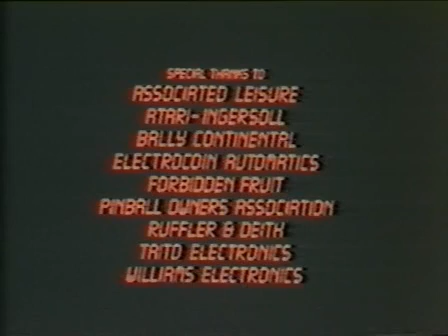 SPECIAL THANKS TO
ASSOCIATED LEISURE
ATARI-INGERSOLL
BALLY CONTINENTAL
ELECTROCOIN AUTOMATICS
FORBIDDEN FRUIT
PINBALL OWNERS ASSOCIATION
RUFFLER & DEITH
TAITO ELECTRONICS
WILLIAMS ELECTRONICS